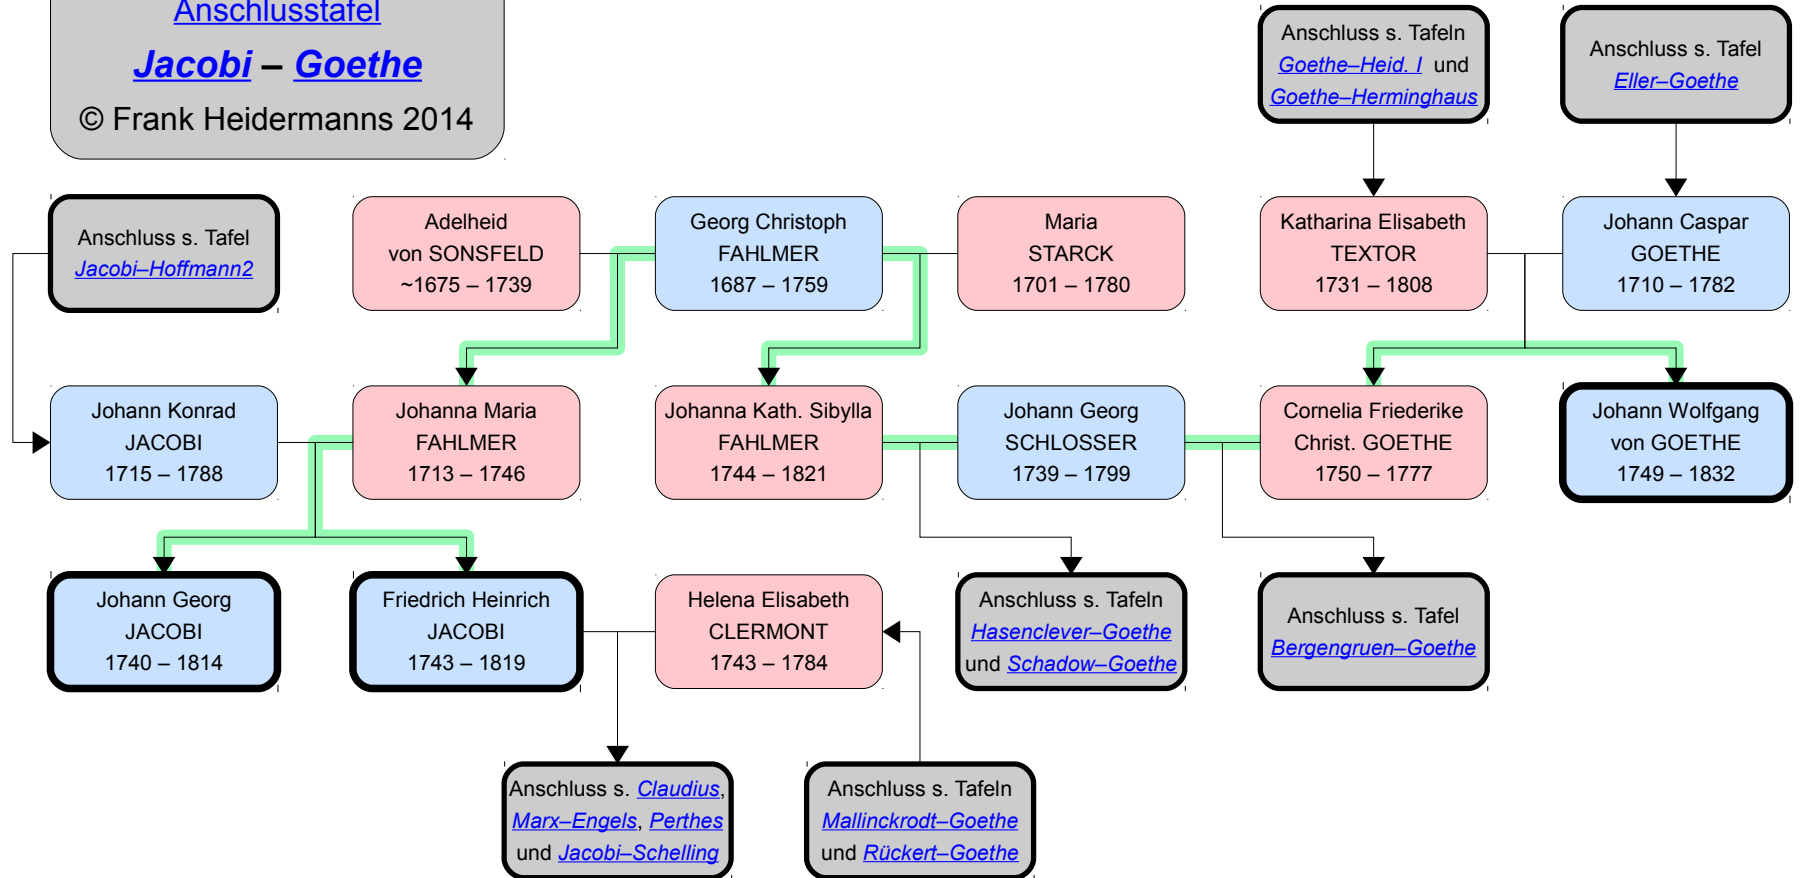 Anschlusstafel
Jacobi – Goethe
© Frank Heidermanns 2014
Anschluss s. Tafeln
Goethe–Heid. I und
Goethe–Herminghaus
Anschluss s. Tafel
Eller–Goethe
Anschluss s. Tafel
Jacobi–Hoffmann2
Adelheid
von SONSFELD
~1675 – 1739
Georg Christoph
FAHLMER
1687 – 1759
Maria
STARCK
1701 – 1780
Katharina Elisabeth
TEXTOR
1731 – 1808
Johann Caspar
GOETHE
1710 – 1782
Johann Konrad
JACOBI
1715 – 1788
Johanna Maria
FAHLMER
1713 – 1746
Johanna Kath. Sibylla
FAHLMER
1744 – 1821
Johann Georg
SCHLOSSER
1739 – 1799
Cornelia Friederike
Christ. GOETHE
1750 – 1777
Johann Wolfgang
von GOETHE
1749 – 1832
Johann Georg
JACOBI
1740 – 1814
Friedrich Heinrich
JACOBI
1743 – 1819
Helena Elisabeth
CLERMONT
1743 – 1784
Anschluss s. Tafeln
Hasenclever–Goethe
und Schadow–Goethe
Anschluss s. Tafel
Bergengruen–Goethe
Anschluss s. Claudius,
Marx–Engels, Perthes
und Jacobi–Schelling
Anschluss s. Tafeln
Mallinckrodt–Goethe
und Rückert–Goethe